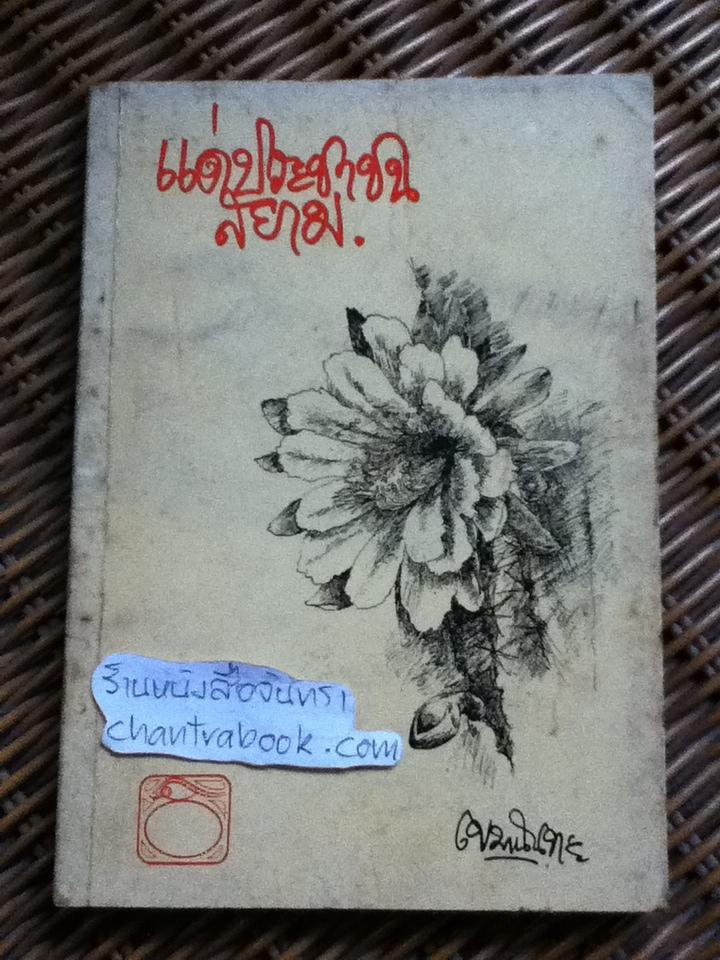 แด่ประชาชน
สยาม.
ร้านหนังสือจันทรา
chantrabook.com
เขมานันทะ